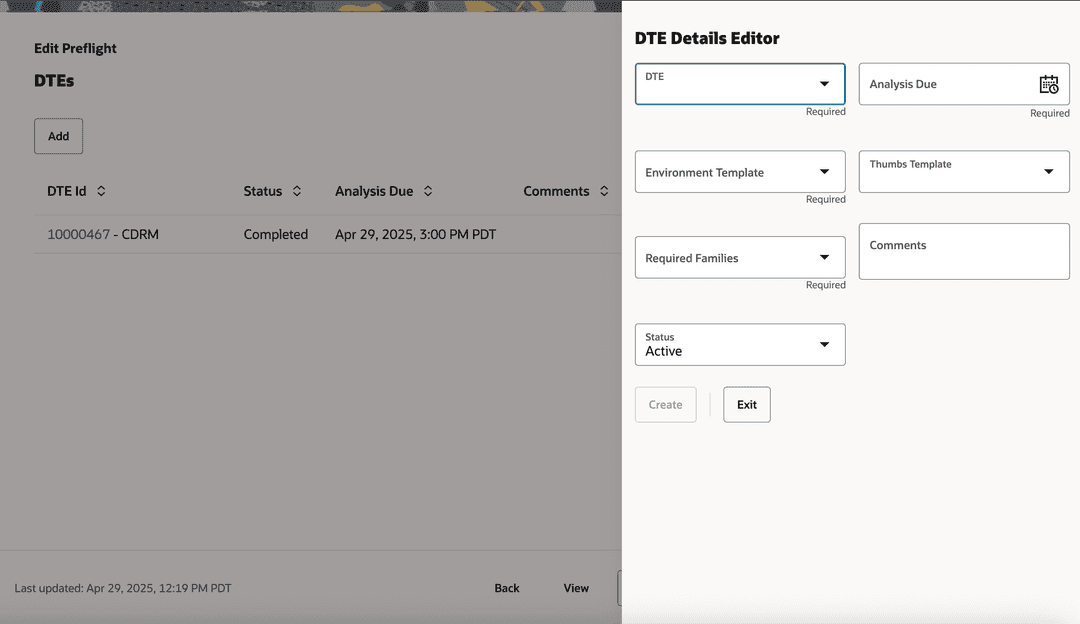 Edit Preflight
DTEs
Add
DTE Id Status Analysis Due Comments
10000467 - CDRM Completed Apr 29, 2025, 3:00 PM PDT
Last updated: Apr 29, 2025, 12:19 PM PDT Back View
DTE Details Editor
DTE
Required
Analysis Due
Required
Environment Template
Required
Thumbs Template
Required Families
Required
Comments
Status
Active
Create Exit